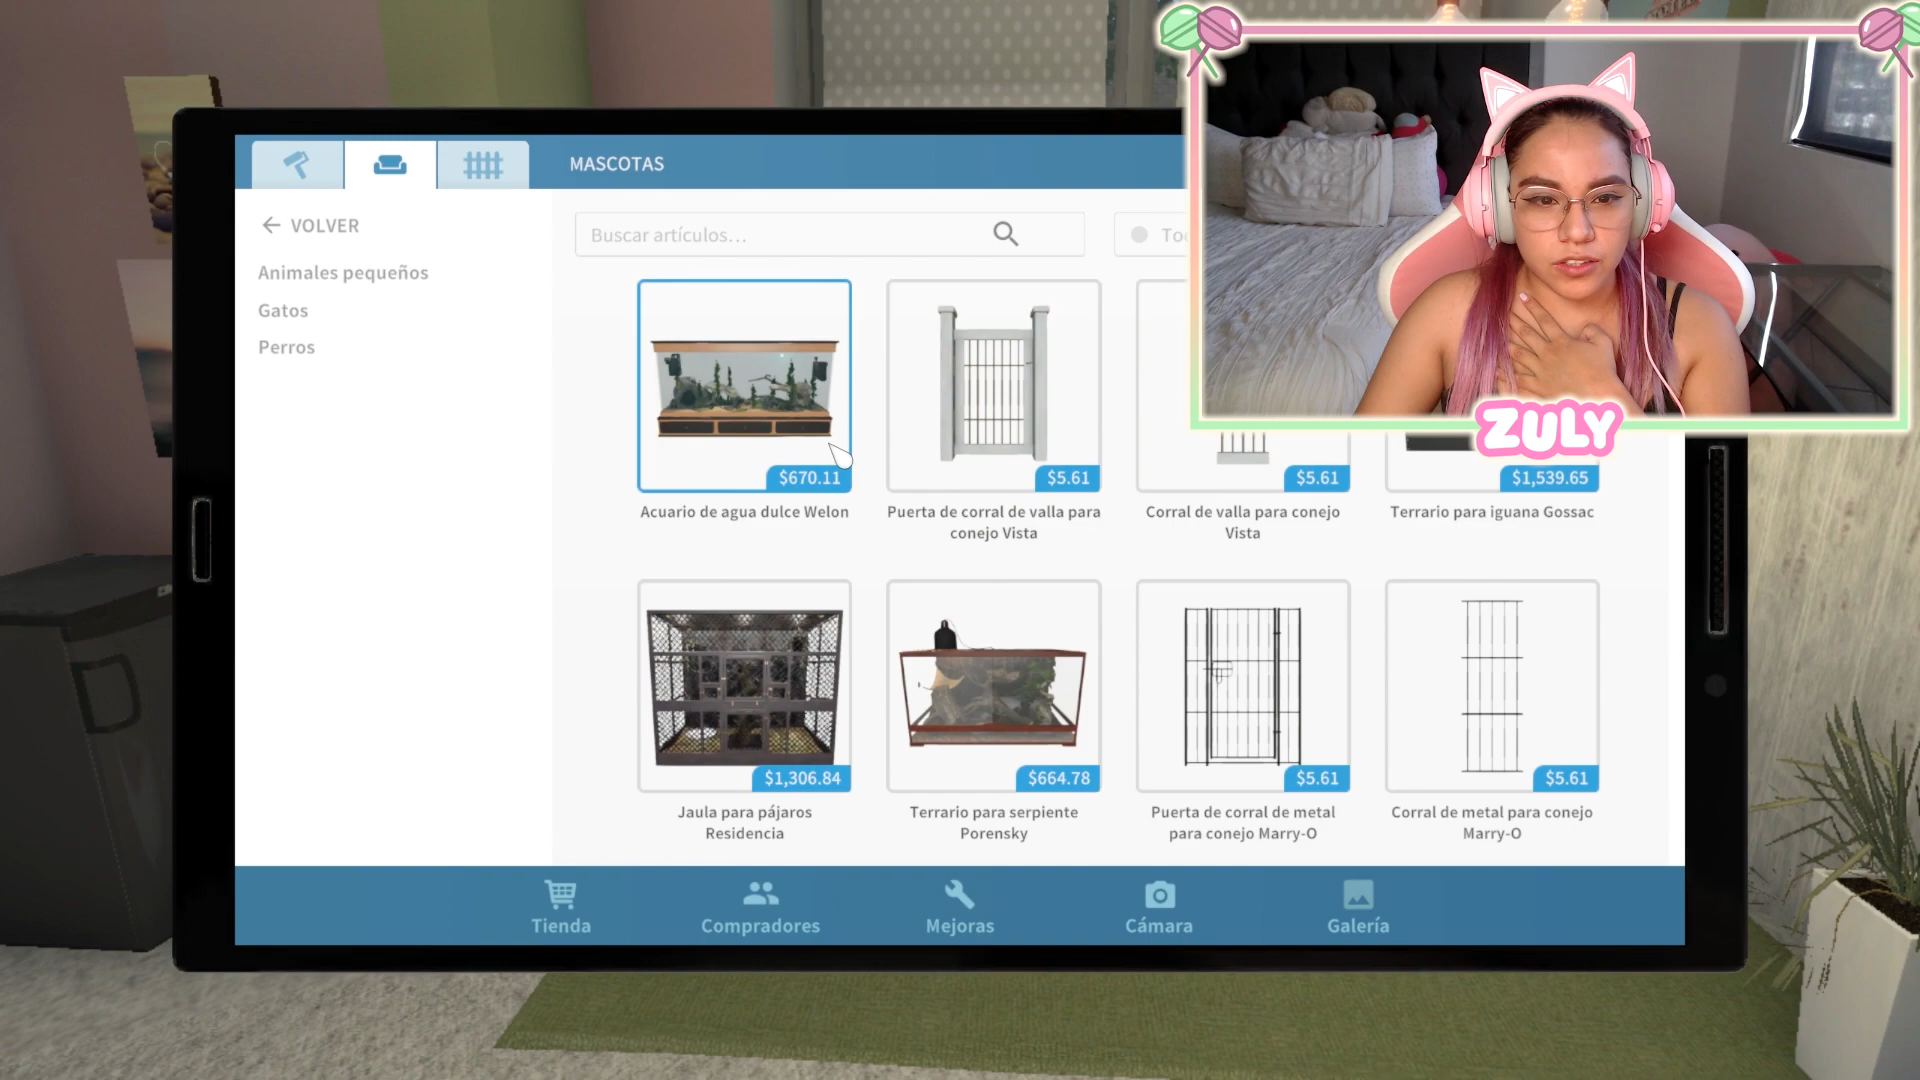 MASCOTAS
VOLVER
Animales pequeños
Gatos
Perros
Buscar artículos...
ZULY
$670.11
$5.61
$5.61
$1,539.65
Acuario de agua dulce Welon
Puerta de corral de valla para
conejo Vista
Corral de valla para conejo
Vista
Terrario para iguana Gossac
$1,306.84
$664.78
$5.61
$5.61
Jaula para pájaros
Residencia
Terrario para serpiente
Porensky
Puerta de corral de metal
para conejo Marry-O
Corral de metal para conejo
Marry-O
Tienda
Compradores
Mejoras
Cámara
Galería